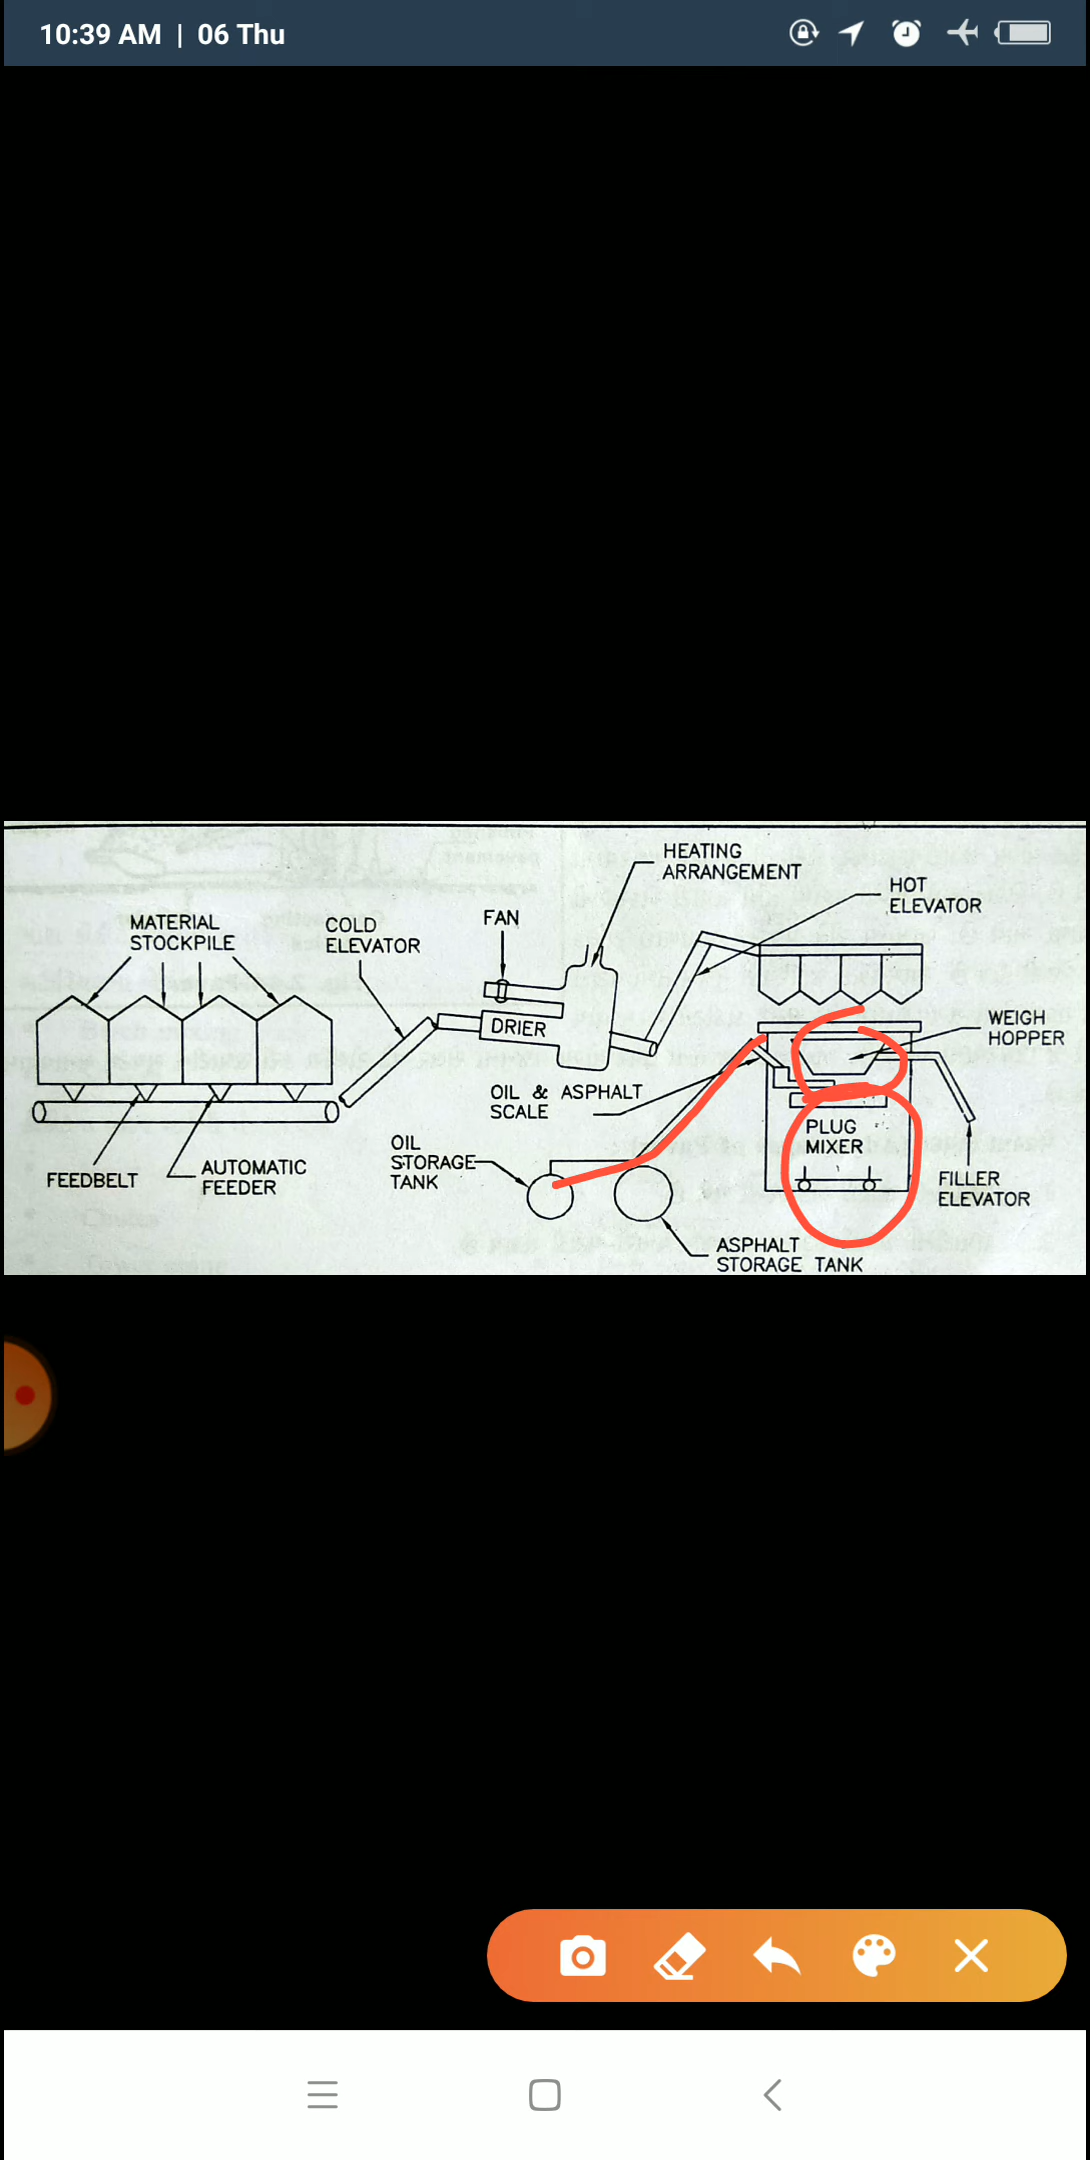 10:39 AM | 06 Thu
HEATING
ARRANGEMENT
HOT
ELEVATOR
MATERIAL
STOCKPILE
COLD
ELEVATOR
FAN
DRIER
WEIGH
HOPPER
OIL & ASPHALT
SCALE
PLUG
MIXER
OIL
STORAGE
TANK
FEEDBELT
AUTOMATIC
FEEDER
FILLER
ELEVATOR
ASPHALT
STORAGE TANK